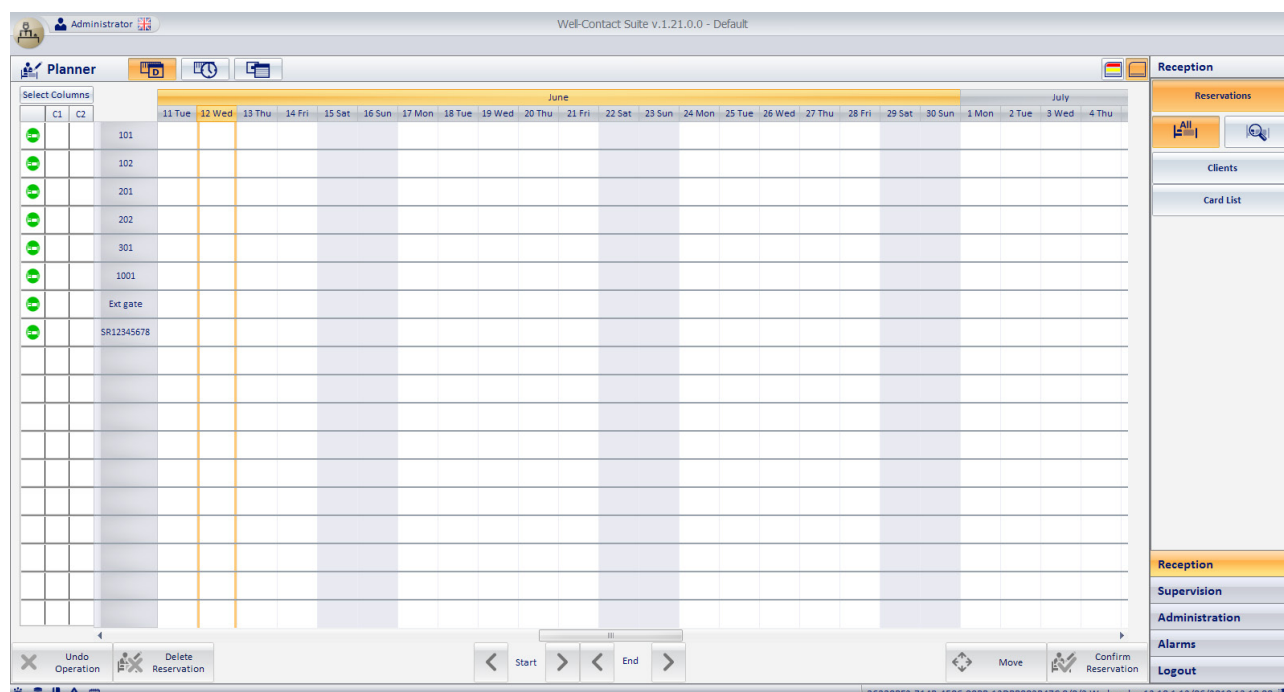 Administrator
Well-Contact Suite v.1.21.0.0 - Default
Planner
D
Reception
Select Columns
June
July
C1 C2
11 Tue 12 Wed 13 Thu 14 Fri 15 Sat 16 Sun 17 Mon 18 Tue 19 Wed 20 Thu 21 Fri 22 Sat 23 Sun 24 Mon 25 Tue 26 Wed 27 Thu 28 Fri 29 Sat 30 Sun 1 Mon 2 Tue 3 Wed 4 Thu
Reservations
All
Clients
Card List
101
102
201
202
301
1001
Ext gate
SR12345678
Reception
Supervision
Administration
Alarms
Logout
Undo
Operation
Delete
Reservation
Start
End
Move
Confirm
Reservation